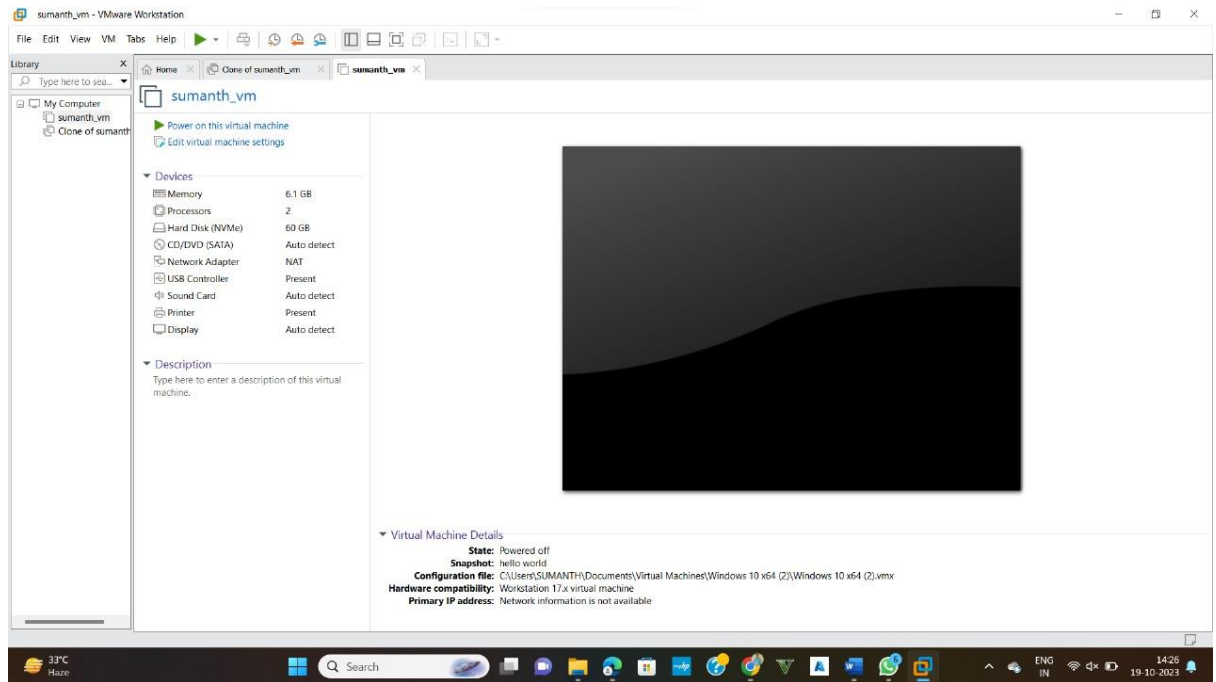 sumanth_vm - VMware Workstation
File Edit View VM Tabs Help
Library X
Type here to sea...
Home Clone of sumanth_vm sumanth_vm
My Computer
sumanth_vm
Clone of sumanth
sumanth_vm
Power on this virtual machine
Edit virtual machine settings
Devices
Memory 6.1 GB
Processors 2
Hard Disk (NVMe) 60 GB
CD/DVD (SATA) Auto detect
Network Adapter NAT
USB Controller Present
Sound Card Auto detect
Printer Present
Display Auto detect
Description
Type here to enter a description of this virtual
machine.
Virtual Machine Details
State: Powered off
Snapshot: hello world
Configuration file: C:\Users\SUMANTH\Documents\Virtual Machines\Windows 10 x64 (2)\Windows 10 x64 (2).vmx
Hardware compatibility: Workstation 17.x virtual machine
Primary IP address: Network information is not available
33°C
Haze
Search
ENG
IN
14:26
19-10-2023